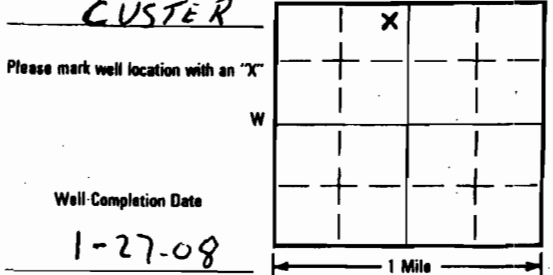 CUSTER
X
Please mark well location with an "X"
W
Well Completion Date
1-27-08
1 Mile